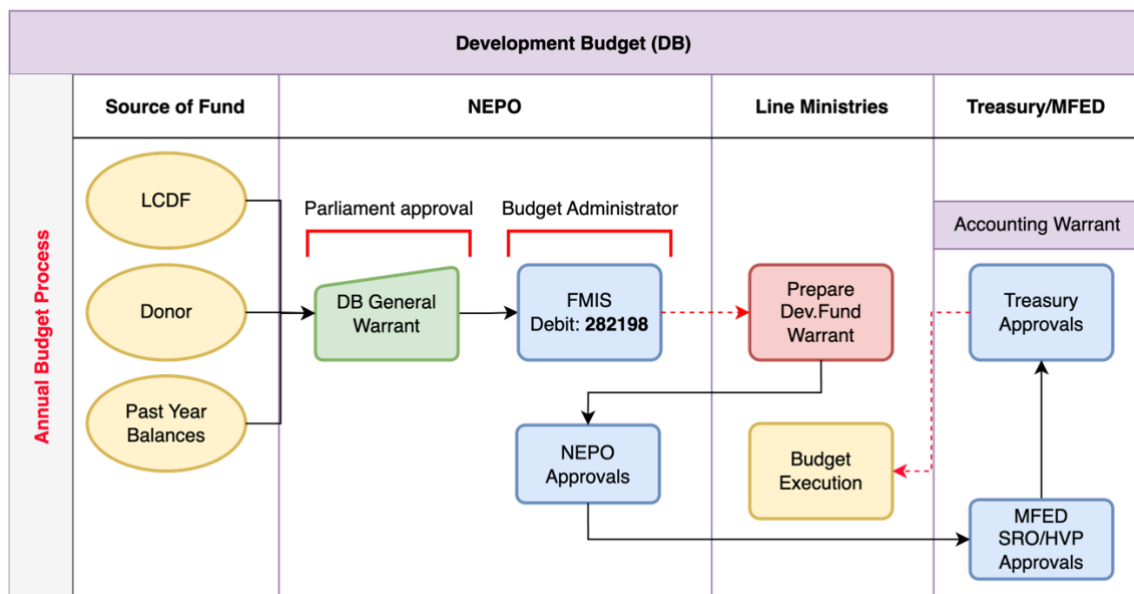 Development Budget (DB)
Source of Fund
NEPO
Line Ministries
Treasury/MFED
Annual Budget Process
LCDF
Donor
Past Year
Balances
Parliament approval
DB General
Warrant
Budget Administrator
FMIS
Debit: 282198
NEPO
Approvals
Prepare
Dev.Fund
Warrant
Budget
Execution
Accounting Warrant
Treasury
Approvals
MFED
SRO/HVP
Approvals